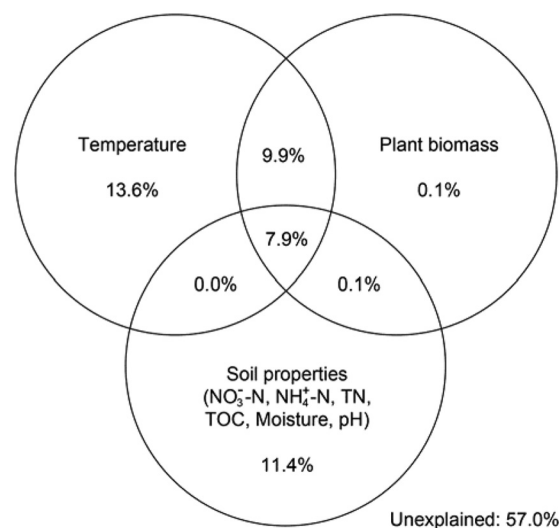 Temperature
13.6%
9.9%
Plant biomass
0.1%
7.9%
0.0%
0.1%
Soil properties
(NO₃⁻-N, NH₄⁺-N, TN,
TOC, Moisture, pH)
11.4%
Unexplained: 57.0%